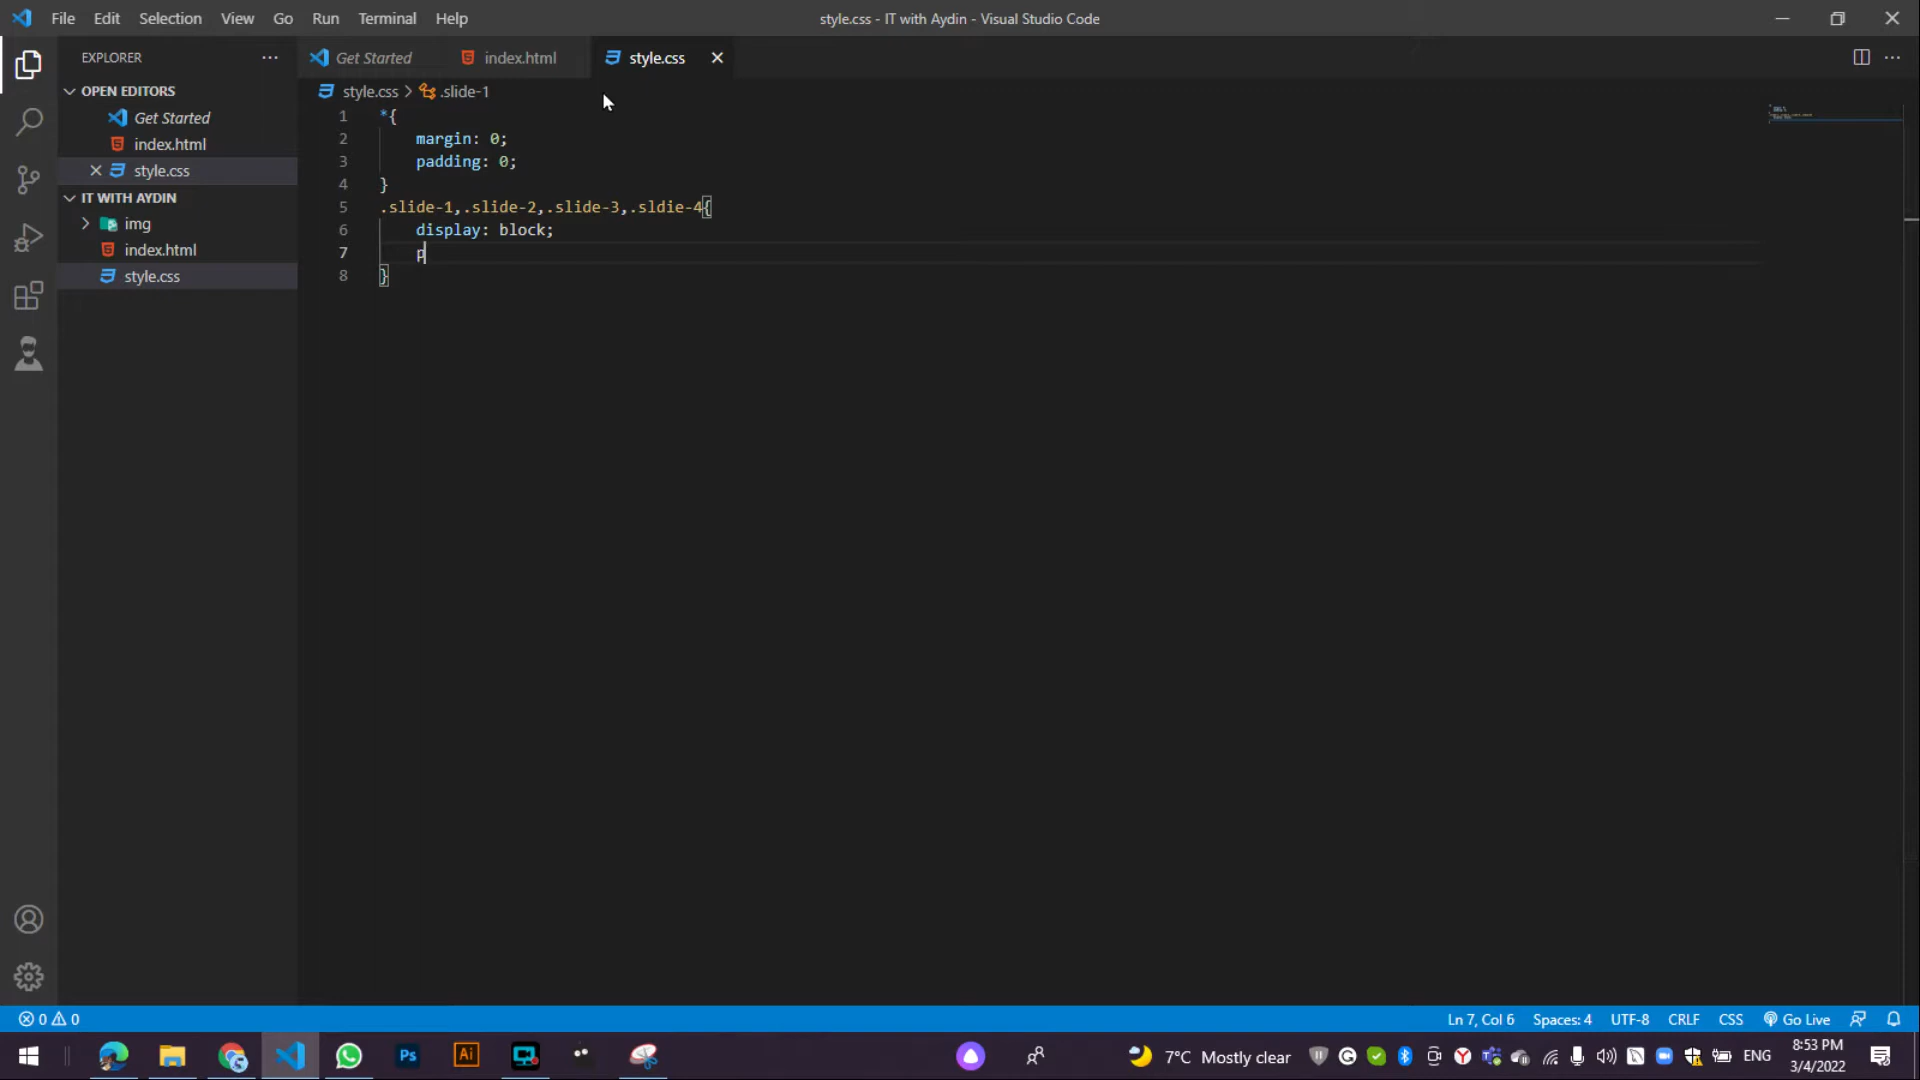 File Edit Selection View Go Run Terminal Help
style.css - IT with Aydin - Visual Studio Code
EXPLORER
Get Started
index.html
style.css
OPEN EDITORS
style.css > .slide-1
Get Started
index.html
style.css
IT WITH AYDIN
img
index.html
style.css
1 *{
2 margin: 0;
3 padding: 0;
4 }
5 .slide-1,.slide-2,.slide-3,.sldie-4{
6 display: block;
7 p
8 }
0 0
Ln 7, Col 6 Spaces: 4 UTF-8 CRLF CSS Go Live
Ps Ai
7°C Mostly clear
ENG
8:53 PM
3/4/2022